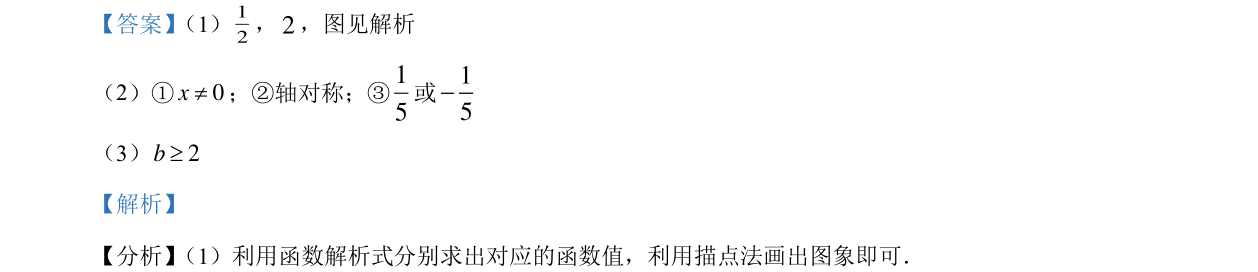 【答案】（1）1/2，2，图见解析
（2）①x≠0；②轴对称；③1/5或−1/5
（3）b≥2
【解析】
【分析】（1）利用函数解析式分别求出对应的函数值，利用描点法画出图象即可．